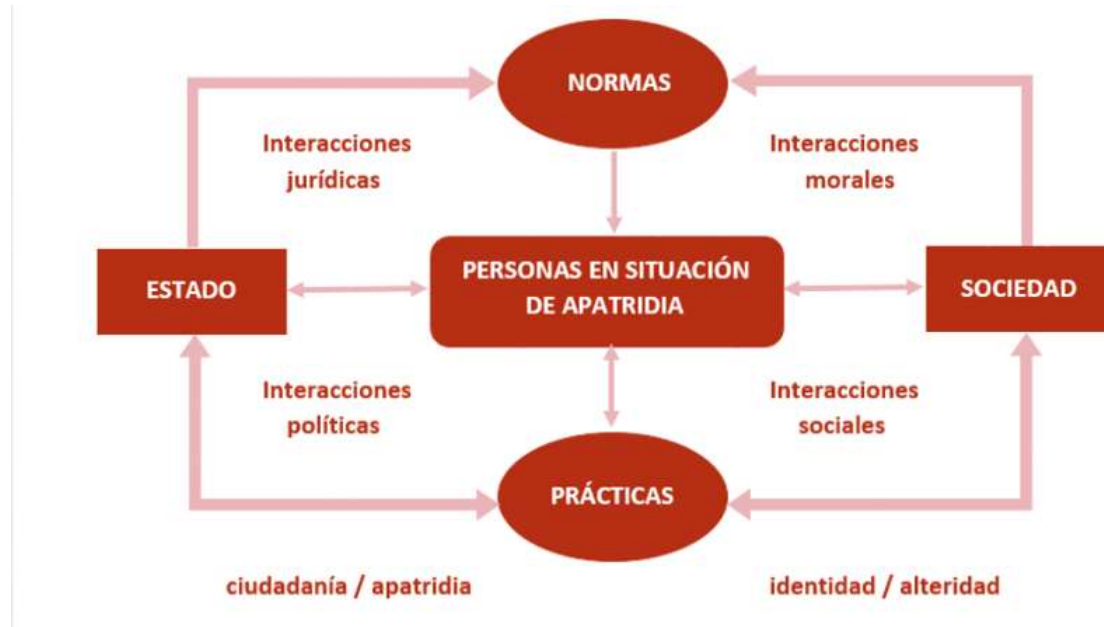 NORMAS
Interacciones
jurídicas
Interacciones
morales
ESTADO
PERSONAS EN SITUACIÓN
DE APATRIDIA
SOCIEDAD
Interacciones
políticas
Interacciones
sociales
PRÁCTICAS
ciudadanía / apatridia
identidad / alteridad